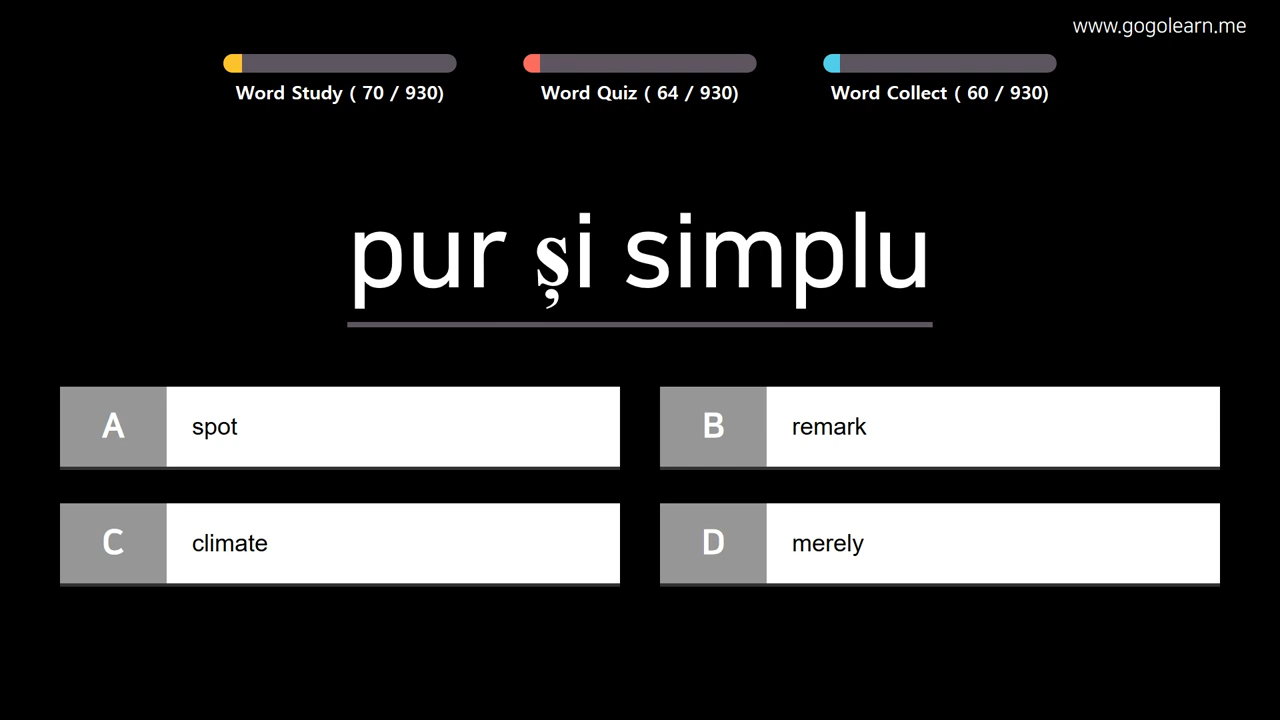 www.gogolearn.me
Word Study ( 70 / 930)
Word Quiz ( 64 / 930)
Word Collect ( 60 / 930)
pur și simplu
A spot
B remark
C climate
D merely